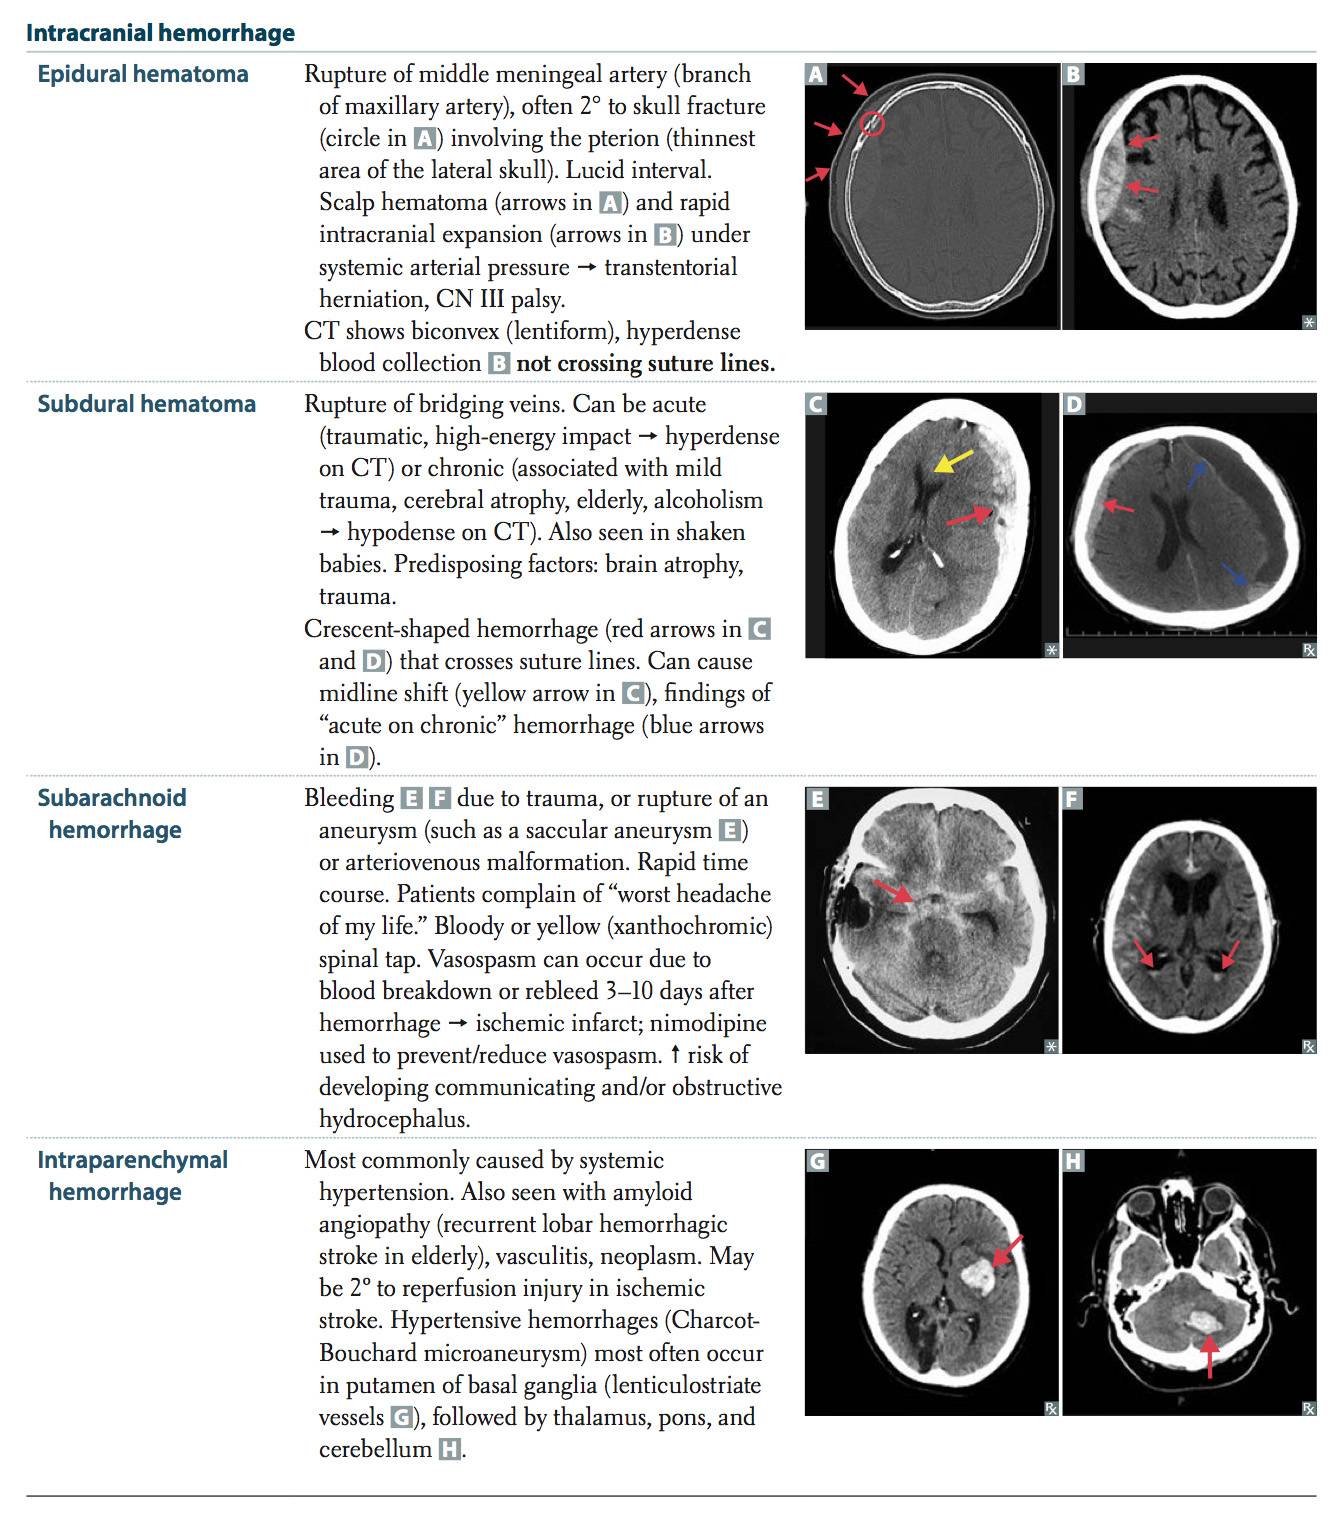 Intracranial hemorrhage
Epidural hematoma
Rupture of middle meningeal artery (branch
of maxillary artery), often 2° to skull fracture
(circle in A) involving the pterion (thinnest
area of the lateral skull). Lucid interval.
Scalp hematoma (arrows in A) and rapid
intracranial expansion (arrows in B) under
systemic arterial pressure → transtentorial
herniation, CN III palsy.
CT shows biconvex (lentiform), hyperdense
blood collection B not crossing suture lines.
A
B
Subdural hematoma
Rupture of bridging veins. Can be acute
(traumatic, high-energy impact → hyperdense
on CT) or chronic (associated with mild
trauma, cerebral atrophy, elderly, alcoholism
→ hypodense on CT). Also seen in shaken
babies. Predisposing factors: brain atrophy,
trauma.
Crescent-shaped hemorrhage (red arrows in C
and D) that crosses suture lines. Can cause
midline shift (yellow arrow in C), findings of
“acute on chronic” hemorrhage (blue arrows
in D).
C
D
℞
Subarachnoid
hemorrhage
Bleeding E F due to trauma, or rupture of an
aneurysm (such as a saccular aneurysm E)
or arteriovenous malformation. Rapid time
course. Patients complain of “worst headache
of my life.” Bloody or yellow (xanthochromic)
spinal tap. Vasospasm can occur due to
blood breakdown or rebleed 3–10 days after
hemorrhage → ischemic infarct; nimodipine
used to prevent/reduce vasospasm. ↑ risk of
developing communicating and/or obstructive
hydrocephalus.
E
L
F
℞
Intraparenchymal
hemorrhage
Most commonly caused by systemic
hypertension. Also seen with amyloid
angiopathy (recurrent lobar hemorrhagic
stroke in elderly), vasculitis, neoplasm. May
be 2° to reperfusion injury in ischemic
stroke. Hypertensive hemorrhages (Charcot-
Bouchard microaneurysm) most often occur
in putamen of basal ganglia (lenticulostriate
vessels G), followed by thalamus, pons, and
cerebellum H.
G
℞
H
A
P
℞